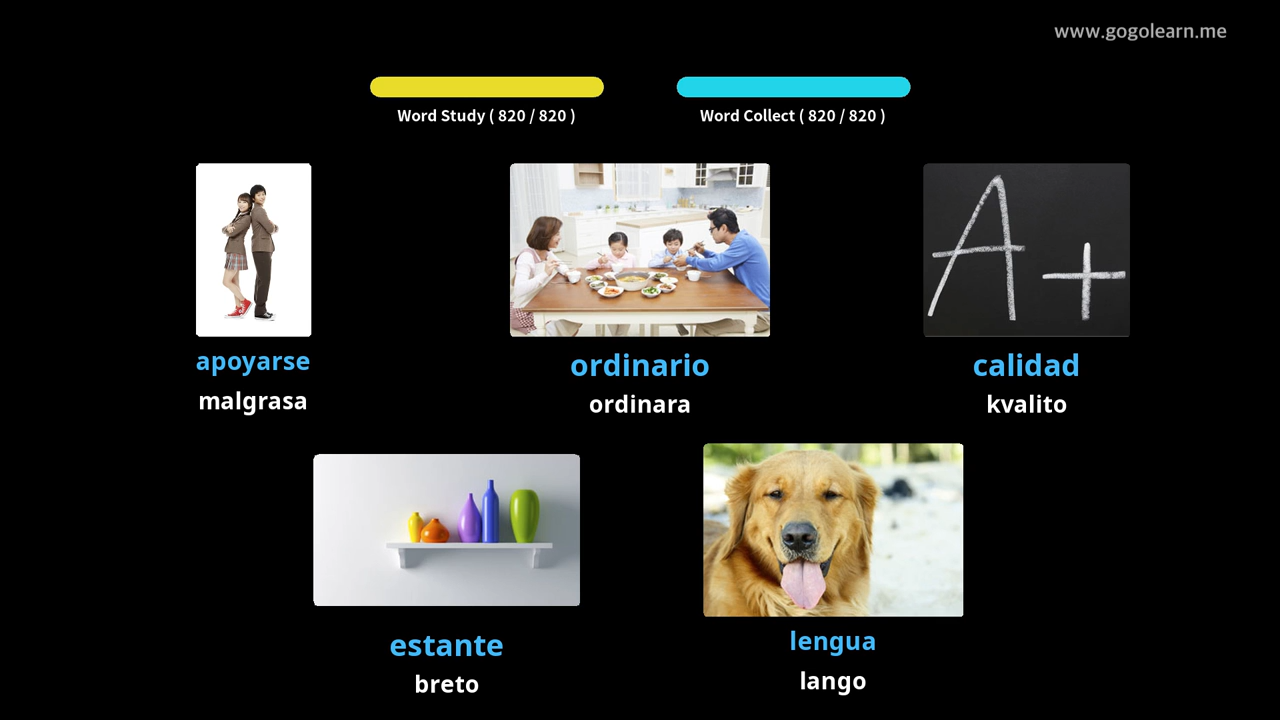 www.gogolearn.me
Word Study ( 820 / 820 )
Word Collect ( 820 / 820 )
A+
apoyarse
malgrasa
ordinario
ordinara
calidad
kvalito
estante
breto
lengua
lango